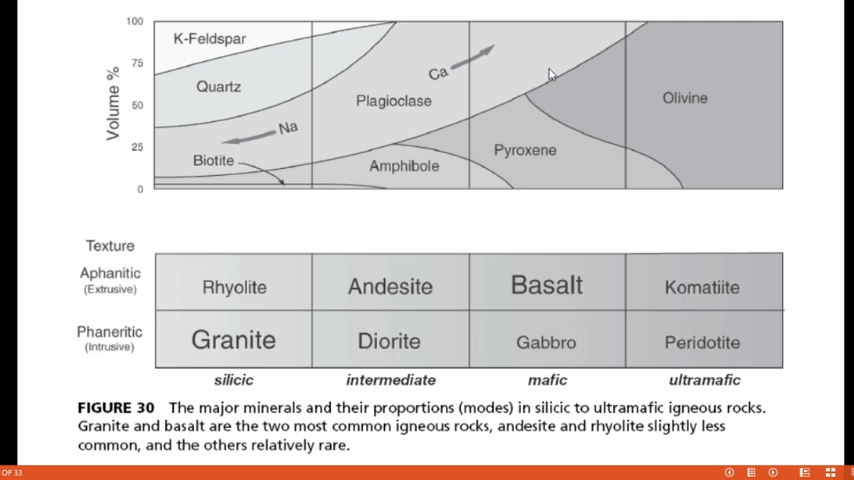 100
K-Feldspar
75
Ca
Quartz
Plagioclase
Olivine
Volume %
50
Na
25
Biotite
Pyroxene
Amphibole
0
Texture
Aphanitic
(Extrusive)
Rhyolite
Andesite
Basalt
Komatiite
Phaneritic
(Intrusive)
Granite
Diorite
Gabbro
Peridotite
silicic
intermediate
mafic
ultramafic
FIGURE 30 The major minerals and their proportions (modes) in silicic to ultramafic igneous rocks.
Granite and basalt are the two most common igneous rocks, andesite and rhyolite slightly less
common, and the others relatively rare.
OF 33